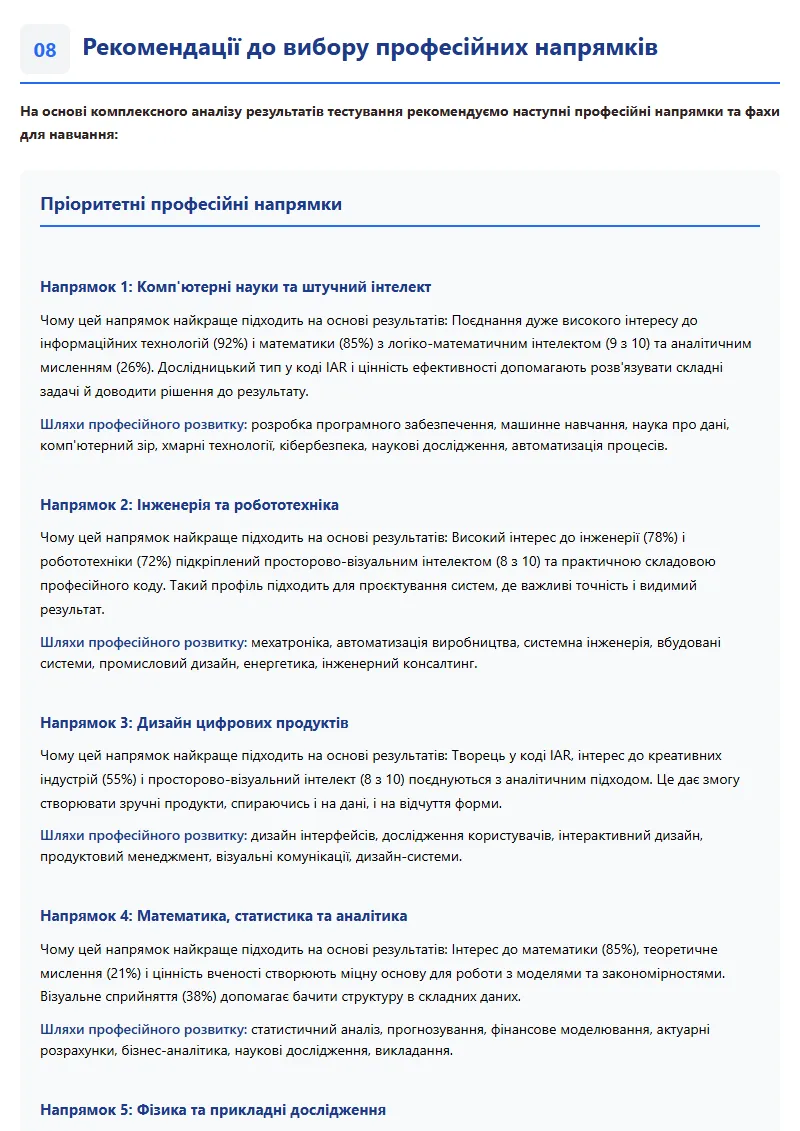 08
Рекомендації до вибору професійних напрямків
На основі комплексного аналізу результатів тестування рекомендуємо наступні професійні напрямки та фахи
для навчання:
Пріоритетні професійні напрямки
Напрямок 1: Комп'ютерні науки та штучний інтелект
Чому цей напрямок найкраще підходить на основі результатів: Поєднання дуже високого інтересу до
інформаційних технологій (92%) і математики (85%) з логіко-математичним інтелектом (9 з 10) та аналітичним
мисленням (26%). Дослідницький тип у коді IAR і цінність ефективності допомагають розв'язувати складні
задачі й доводити рішення до результату.
Шляхи професійного розвитку: розробка програмного забезпечення, машинне навчання, наука про дані,
комп'ютерний зір, хмарні технології, кібербезпека, наукові дослідження, автоматизація процесів.
Напрямок 2: Інженерія та робототехніка
Чому цей напрямок найкраще підходить на основі результатів: Високий інтерес до інженерії (78%) і
робототехніки (72%) підкріплений просторово-візуальним інтелектом (8 з 10) та практичною складовою
професійного коду. Такий профіль підходить для проєктування систем, де важливі точність і видимий
результат.
Шляхи професійного розвитку: мехатроніка, автоматизація виробництва, системна інженерія, вбудовані
системи, промисловий дизайн, енергетика, інженерний консалтинг.
Напрямок 3: Дизайн цифрових продуктів
Чому цей напрямок найкраще підходить на основі результатів: Творець у коді IAR, інтерес до креативних
індустрій (55%) і просторово-візуальний інтелект (8 з 10) поєднуються з аналітичним підходом. Це дає змогу
створювати зручні продукти, спираючись і на дані, і на відчуття форми.
Шляхи професійного розвитку: дизайн інтерфейсів, дослідження користувачів, інтерактивний дизайн,
продуктовий менеджмент, візуальні комунікації, дизайн-системи.
Напрямок 4: Математика, статистика та аналітика
Чому цей напрямок найкраще підходить на основі результатів: Інтерес до математики (85%), теоретичне
мислення (21%) і цінність вченості створюють міцну основу для роботи з моделями та закономірностями.
Візуальне сприйняття (38%) допомагає бачити структуру в складних даних.
Шляхи професійного розвитку: статистичний аналіз, прогнозування, фінансове моделювання, актуарні
розрахунки, бізнес-аналітика, наукові дослідження, викладання.
Напрямок 5: Фізика та прикладні дослідження